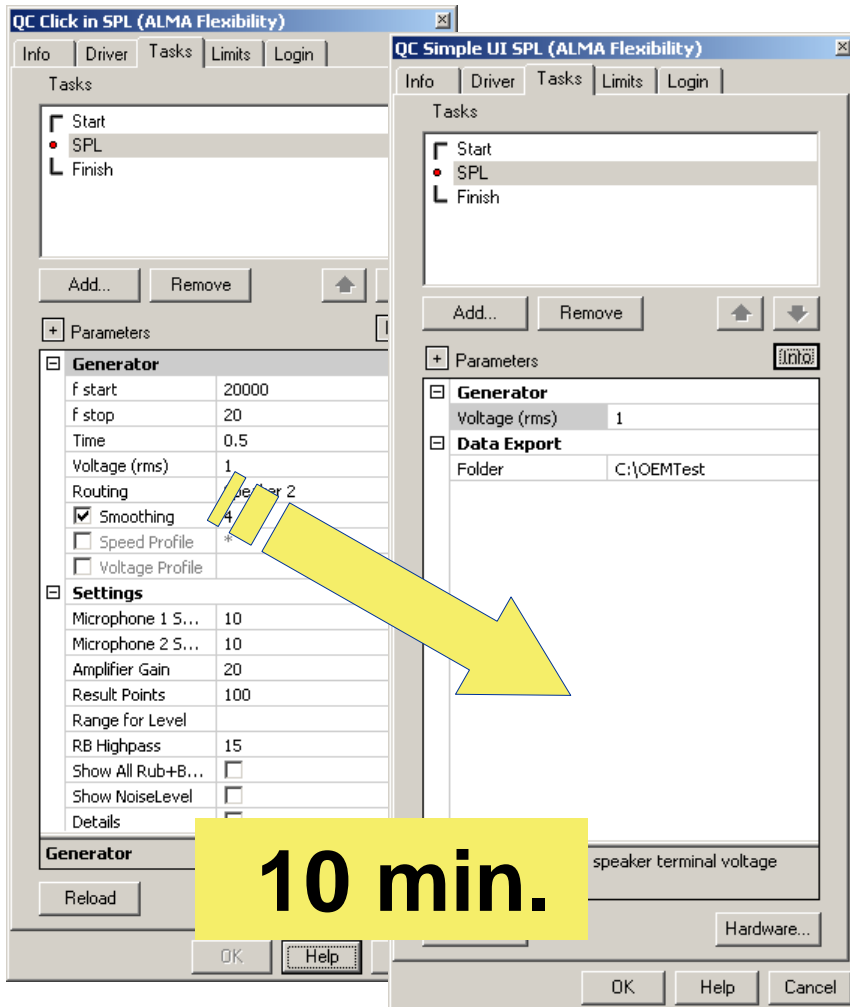 QC Click in SPL (ALMA Flexibility)
Info Driver Tasks Limits Login
Tasks
Start
SPL
Finish
Add... Remove
Parameters
Generator
f start 20000
f stop 20
Time 0.5
Voltage (rms) 1
Routing 2
Smoothing 4
Speed Profile *
Voltage Profile
Settings
Microphone 1 S... 10
Microphone 2 S... 10
Amplifier Gain 20
Result Points 100
Range for Level
RB Highpass 15
Show All Rub+B...
Show NoiseLevel
Details
Generator
Reload
OK Help
QC Simple UI SPL (ALMA Flexibility)
Info Driver Tasks Limits Login
Tasks
Start
SPL
Finish
Add... Remove
Parameters Info
Generator
Voltage (rms) 1
Data Export
Folder C:\OEMTest
speaker terminal voltage
Hardware...
OK Help Cancel
10 min.